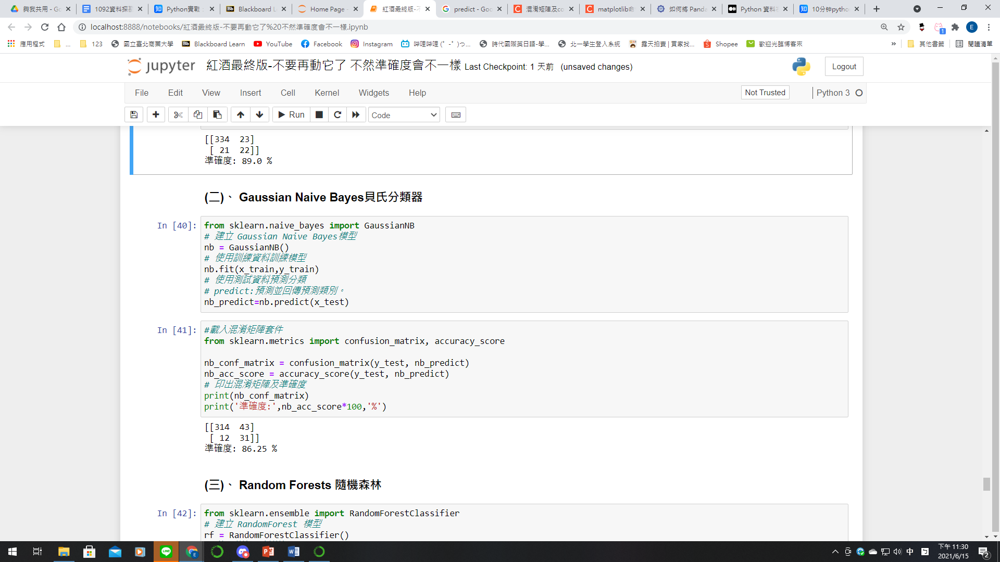 與我共用 - Go
1092資料探勘
Python實戰：
Blackboard L
Home Page -
紅酒最終版-不
predict - Goo
混淆矩陣及co
matplotlib命
如何將 Panda
Python 資料
10分钟pytho
localhost:8888/notebooks/紅酒最終版-不要再動它了%20不然準確度會不一樣.ipynb
E
應用程式
...
123
國立臺北商業大學
Blackboard Learn
YouTube
Facebook
Instagram
哔哩哔哩 (゜-゜)つ...
時代國際英日語-學...
北一學生登入系統
露天拍賣 | 買家找...
Shopee
歡迎光臨博客來
»
其他書籤
閱讀清單
jupyter 紅酒最終版-不要再動它了 不然準確度會不一樣 Last Checkpoint: 1 天前 (unsaved changes)
Logout
File Edit View Insert Cell Kernel Widgets Help
Not Trusted
Python 3
Run
Code
[[334  23]
 [ 21  22]]
準確度: 89.0 %
(二)、 Gaussian Naive Bayes貝氏分類器
In [40]:
from sklearn.naive_bayes import GaussianNB
# 建立 Gaussian Naive Bayes模型
nb = GaussianNB()
# 使用訓練資料訓練模型
nb.fit(x_train,y_train)
# 使用測試資料預測分類
# predict:預測並回傳預測類別。
nb_predict=nb.predict(x_test)
In [41]:
#載入混淆矩陣套件
from sklearn.metrics import confusion_matrix, accuracy_score
nb_conf_matrix = confusion_matrix(y_test, nb_predict)
nb_acc_score = accuracy_score(y_test, nb_predict)
# 印出混淆矩陣及準確度
print(nb_conf_matrix)
print('準確度:',nb_acc_score*100,'%')
[[314  43]
 [ 12  31]]
準確度: 86.25 %
(三)、 Random Forests 隨機森林
In [42]:
from sklearn.ensemble import RandomForestClassifier
# 建立 RandomForest 模型
rf = RandomForestClassifier()
LINE
中
下午 11:30
2021/6/15
2